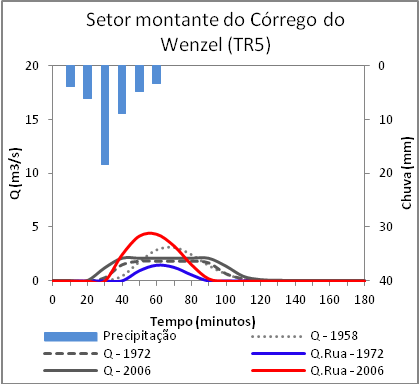 Setor montante do Córrego do
Wenzel (TR5)
20
15
10
5
0
Q (m3/s)
0
10
20
30
40
Chuva (mm)
0 20 40 60 80 100 120 140 160 180
Tempo (minutos)
Precipitação
Q - 1958
Q - 1972
Q.Rua - 1972
Q - 2006
Q.Rua - 2006